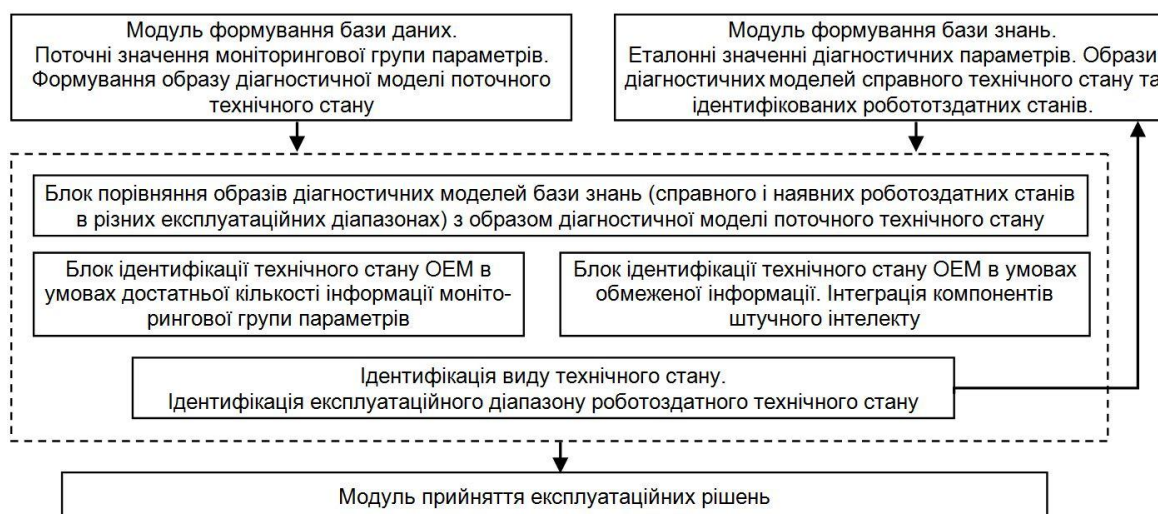 Модуль формування бази даних.
Поточні значення моніторингової групи параметрів.
Формування образу діагностичної моделі поточного
технічного стану
Модуль формування бази знань.
Еталонні значенні діагностичних параметрів. Образи
діагностичних моделей справного технічного стану та
ідентифікованих робототздатних станів.
Блок порівняння образів діагностичних моделей бази знань (справного і наявних роботоздатних станів
в різних експлуатаційних діапазонах) з образом діагностичної моделі поточного технічного стану
Блок ідентифікації технічного стану ОЕМ в
умовах достатньої кількості інформації моніто-
рингової групи параметрів
Блок ідентифікації технічного стану ОЕМ в умовах
обмеженої інформації. Інтеграція компонентів
штучного інтелекту
Ідентифікація виду технічного стану.
Ідентифікація експлуатаційного діапазону роботоздатного технічного стану
Модуль прийняття експлуатаційних рішень